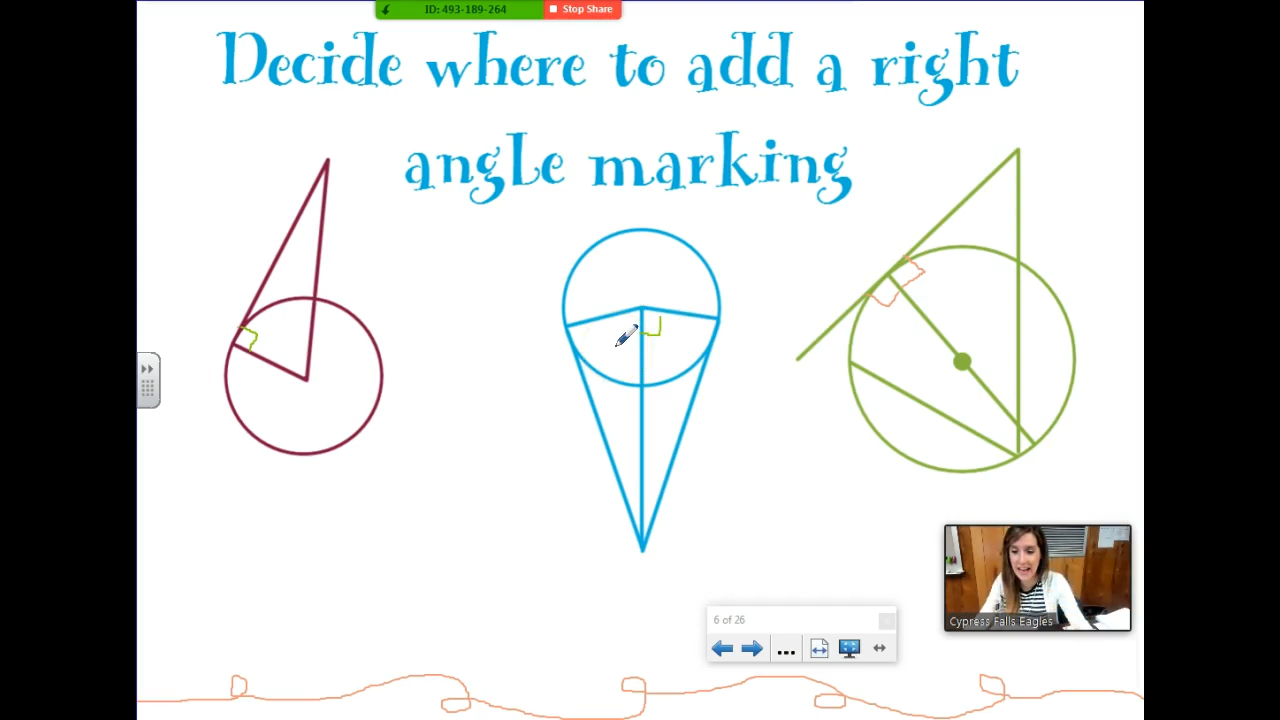 ID: 493-189-264 Stop Share
Decide where to add a right
angle marking
Cypress Falls Eagles
6 of 26